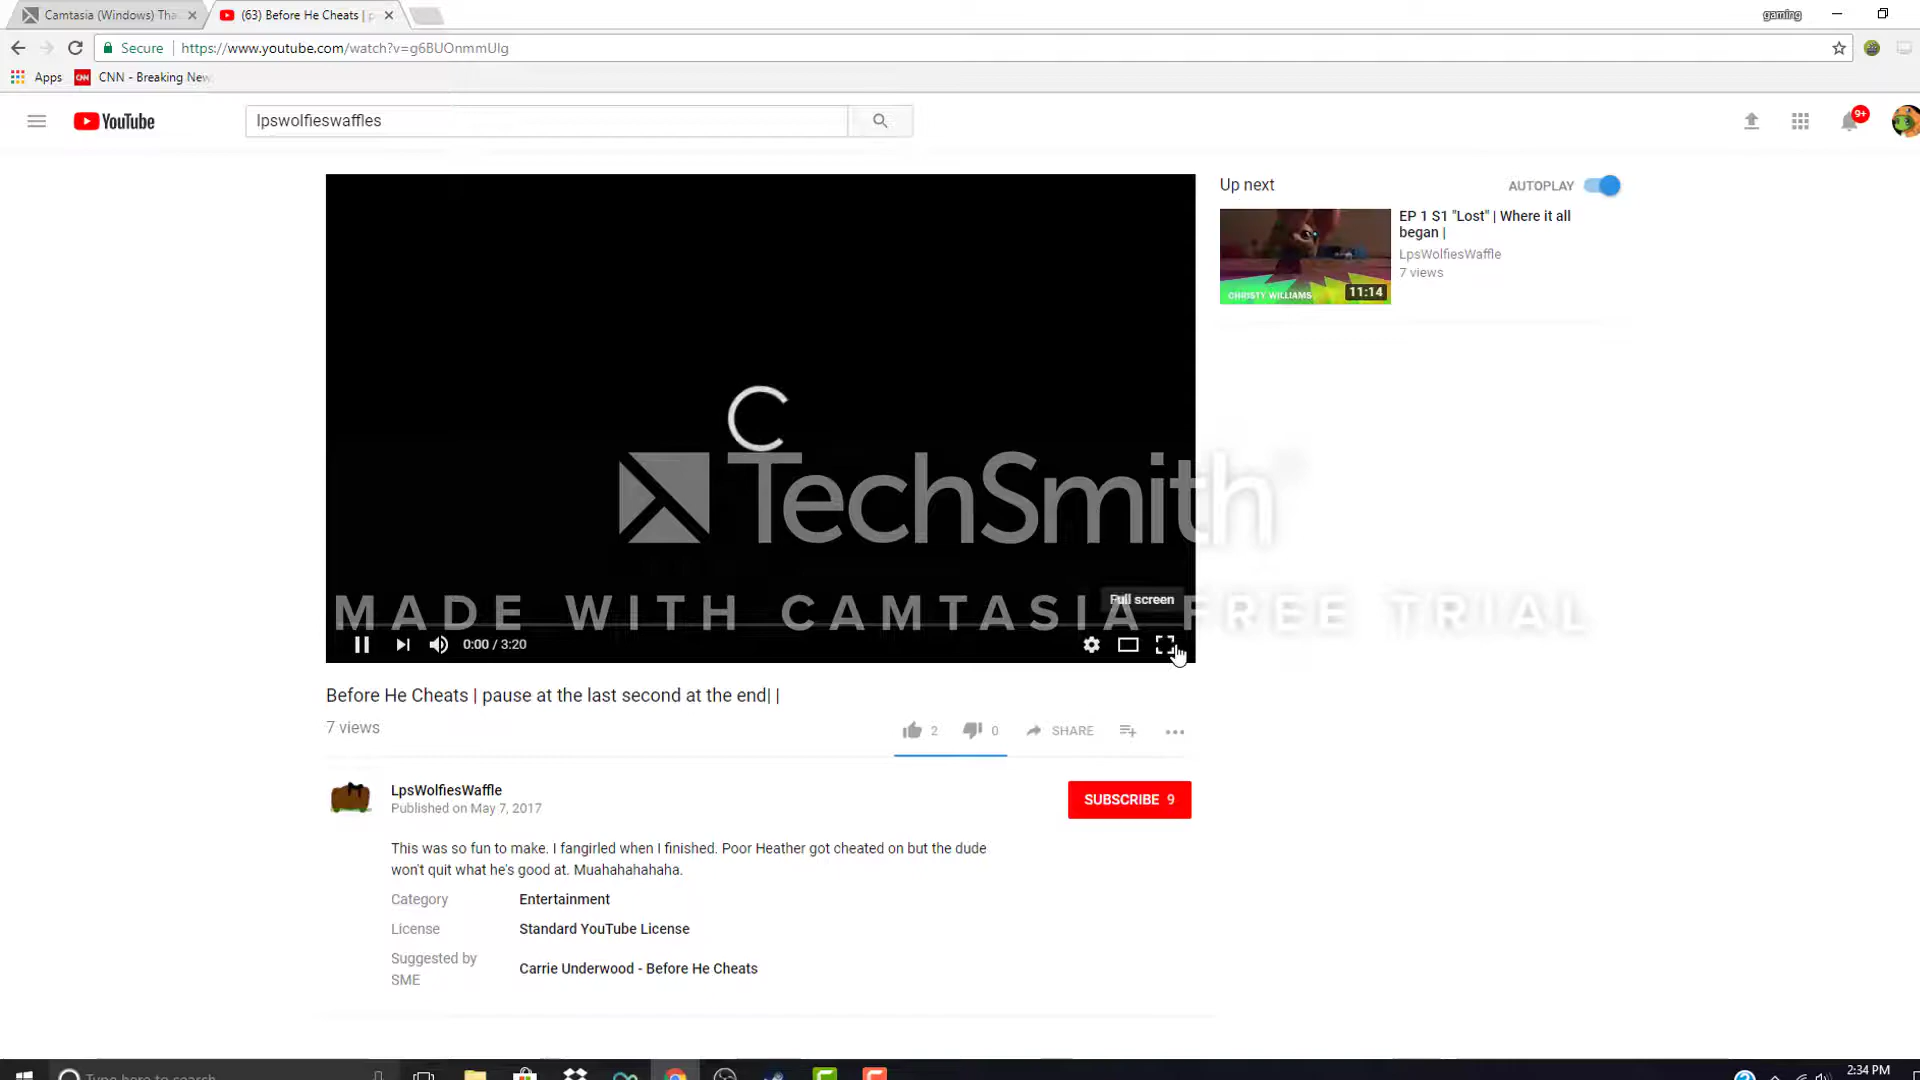 Camtasia (Windows) Tha
(63) Before He Cheats | p
gaming
Secure
https://www.youtube.com/watch?v=g6BUOnmmUIg
Apps
CNN - Breaking New
YouTube
lpswolfieswaffles
9+
Up next
AUTOPLAY
EP 1 S1 "Lost" | Where it all
began |
LpsWolfiesWaffle
7 views
CHRISTY WILLIAMS
11:14
TechSmith
MADE WITH CAMTASIA FREE TRIAL
Full screen
0:00 / 3:20
Before He Cheats | pause at the last second at the end| |
7 views
2
0
SHARE
LpsWolfiesWaffle
Published on May 7, 2017
SUBSCRIBE 9
This was so fun to make. I fangirled when I finished. Poor Heather got cheated on but the dude
won't quit what he's good at. Muahahahahaha.
Category
Entertainment
License
Standard YouTube License
Suggested by
SME
Carrie Underwood - Before He Cheats
Type here to search
2:34 PM